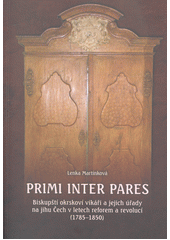 Lenka Martínková
PRIMI INTER PARES
Biskupští okrskoví vikáři a jejich úřady
na jihu Čech v letech reforem a revolucí
(1785–1850)